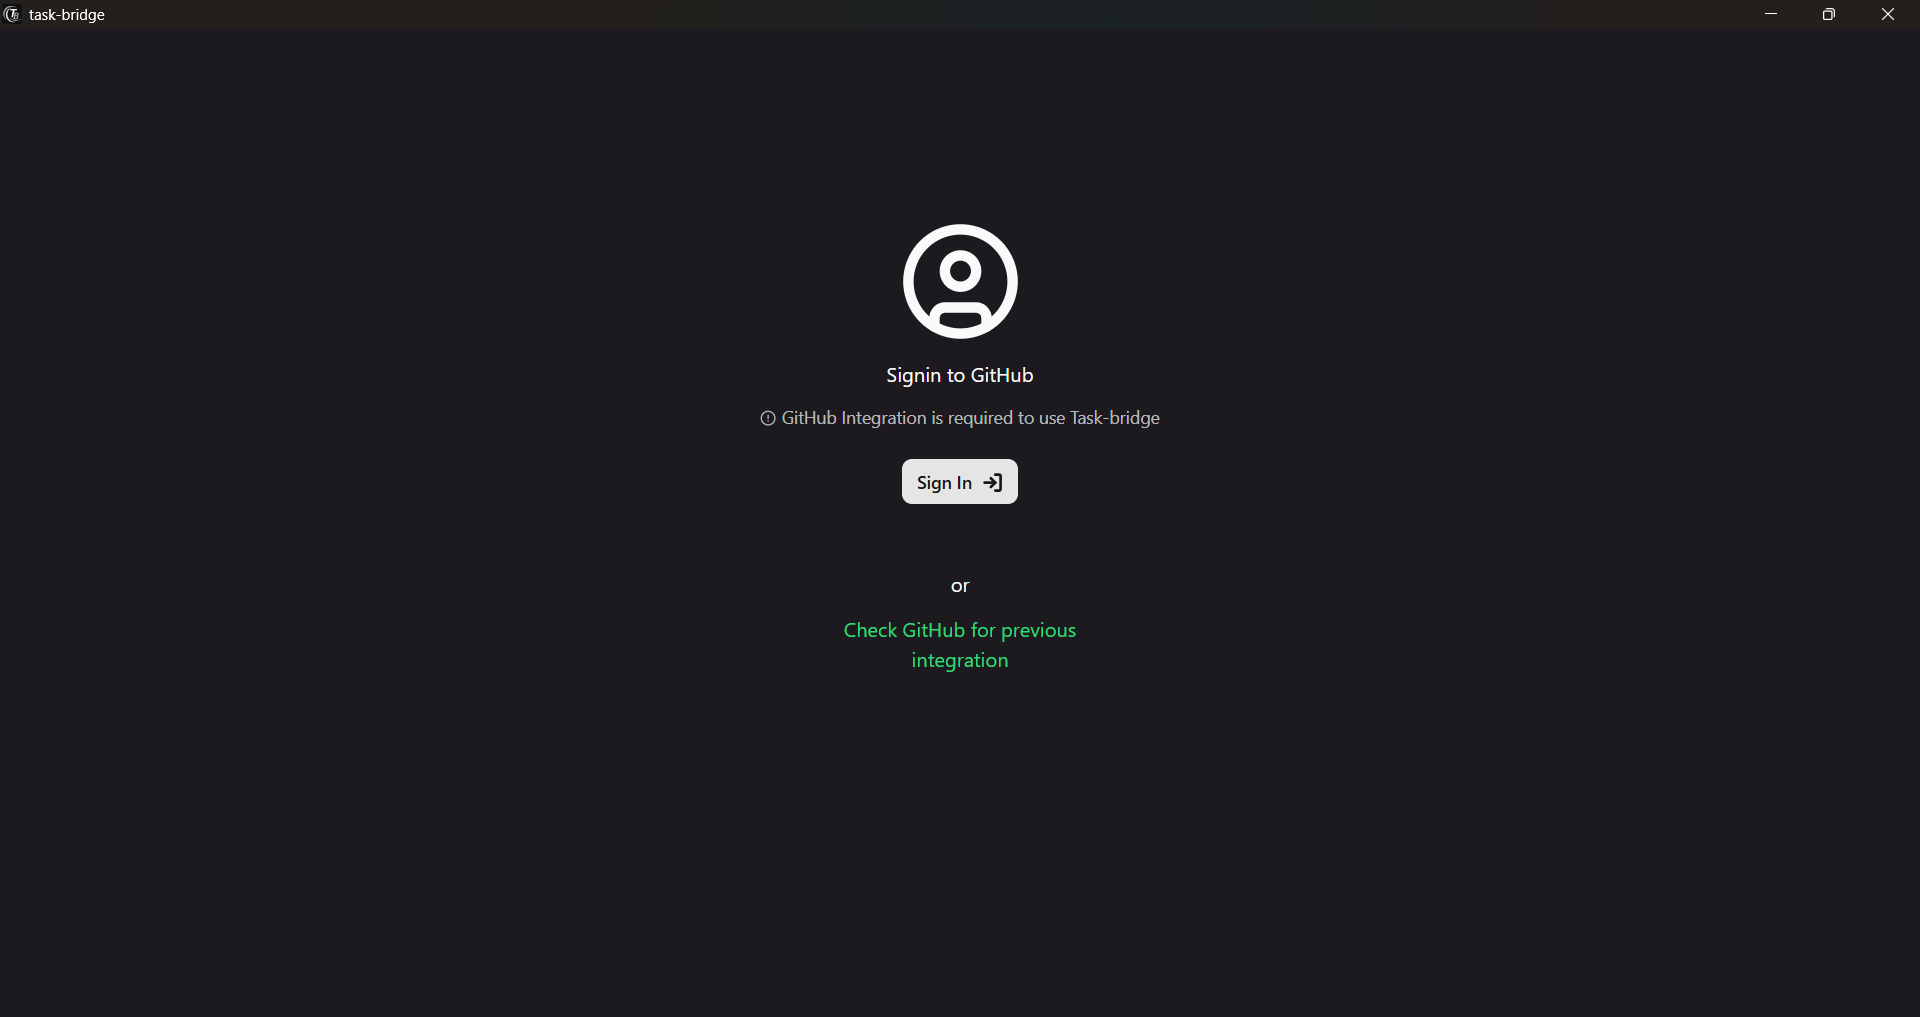 task-bridge
Signin to GitHub
GitHub Integration is required to use Task-bridge
Sign In
or
Check GitHub for previous
integration